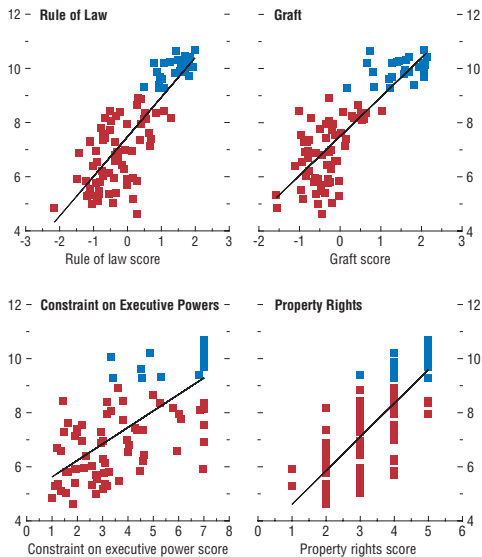 Rule of Law
Graft
12
10
8
6
4
-3 -2 -1 0 1 2 3
Rule of law score
-2 -1 0 1 2 3
Graft score
12
10
8
6
4
Constraint on Executive Powers
Property Rights
12
10
8
6
4
0 1 2 3 4 5 6 7 8
Constraint on executive power score
0 1 2 3 4 5 6
Property rights score
12
10
8
6
4